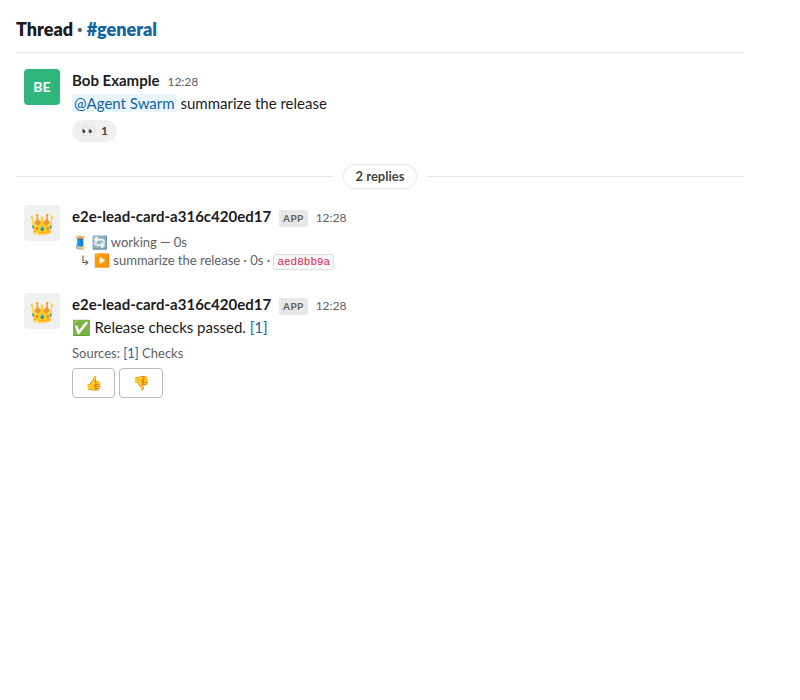 Thread • #general
BE
Bob Example 12:28
@Agent Swarm summarize the release
👀 1
2 replies
e2e-lead-card-a316c420ed17 APP 12:28
🧵 🔄 working — 0s
↳ ▶️ summarize the release · 0s · aed8bb9a
e2e-lead-card-a316c420ed17 APP 12:28
✅ Release checks passed. [1]
Sources: [1] Checks
👍 👎